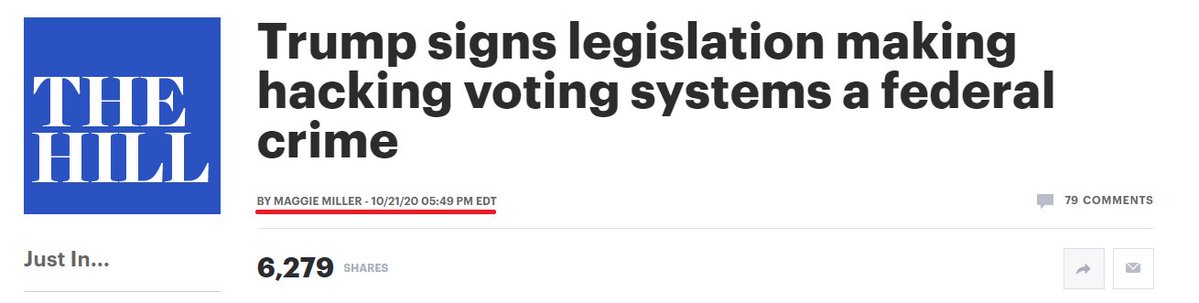 THE
HILL
Trump signs legislation making
hacking voting systems a federal
crime
BY MAGGIE MILLER - 10/21/20 05:49 PM EDT
79 COMMENTS
Just In...
6,279 SHARES